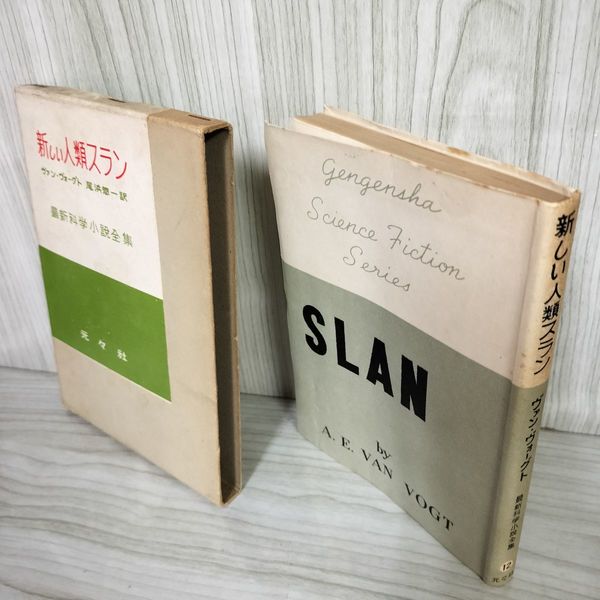 新しい人類スラン
ヴァン・ヴォークト 尾浜惣一訳
最新科学小説全集
元々社
Gengensha
Science Fiction
Series
SLAN
by
A. E. VAN VOGT
新しい人類スラン
ヴァン・ヴォークト
最新科学小説全集
12
元々社